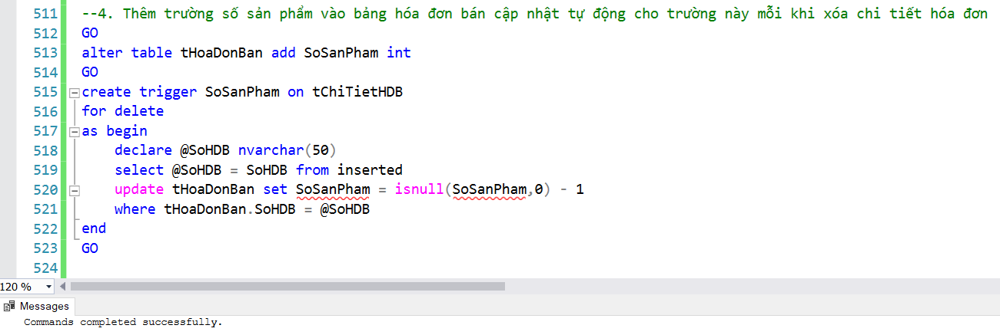 511 --4. Thêm trường số sản phẩm vào bảng hóa đơn bán cập nhật tự động cho trường này mỗi khi xóa chi tiết hóa đơn
512 GO
513 alter table tHoaDonBan add SoSanPham int
514 GO
515 create trigger SoSanPham on tChiTietHDB
516 for delete
517 as begin
518     declare @SoHDB nvarchar(50)
519     select @SoHDB = SoHDB from inserted
520     update tHoaDonBan set SoSanPham = isnull(SoSanPham,0) - 1
521     where tHoaDonBan.SoHDB = @SoHDB
522 end
523 GO
524
120 %
Messages
Commands completed successfully.